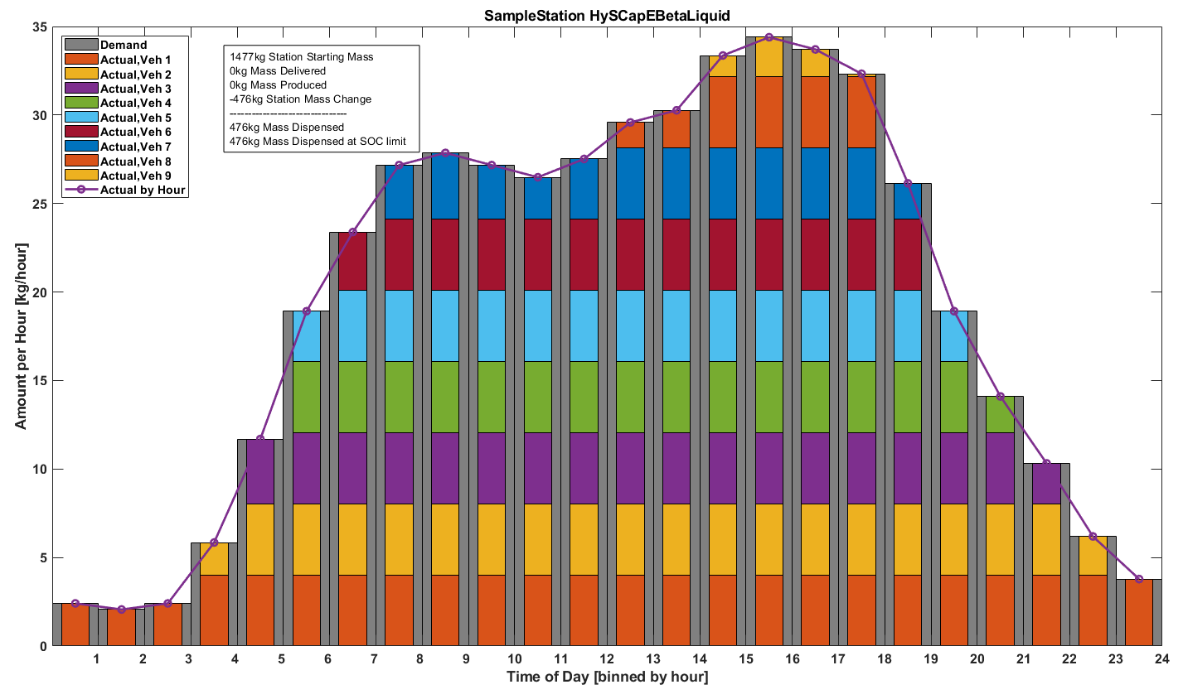 SampleStation HySCapEBetaLiquid
35
30
25
20
15
10
5
0
Amount per Hour [kg/hour]
Demand
Actual,Veh 1
Actual,Veh 2
Actual,Veh 3
Actual,Veh 4
Actual,Veh 5
Actual,Veh 6
Actual,Veh 7
Actual,Veh 8
Actual,Veh 9
Actual by Hour
1477kg Station Starting Mass
0kg Mass Delivered
0kg Mass Produced
-476kg Station Mass Change
--------------------------------
476kg Mass Dispensed
476kg Mass Dispensed at SOC limit
1 2 3 4 5 6 7 8 9 10 11 12 13 14 15 16 17 18 19 20 21 22 23 24
Time of Day [binned by hour]